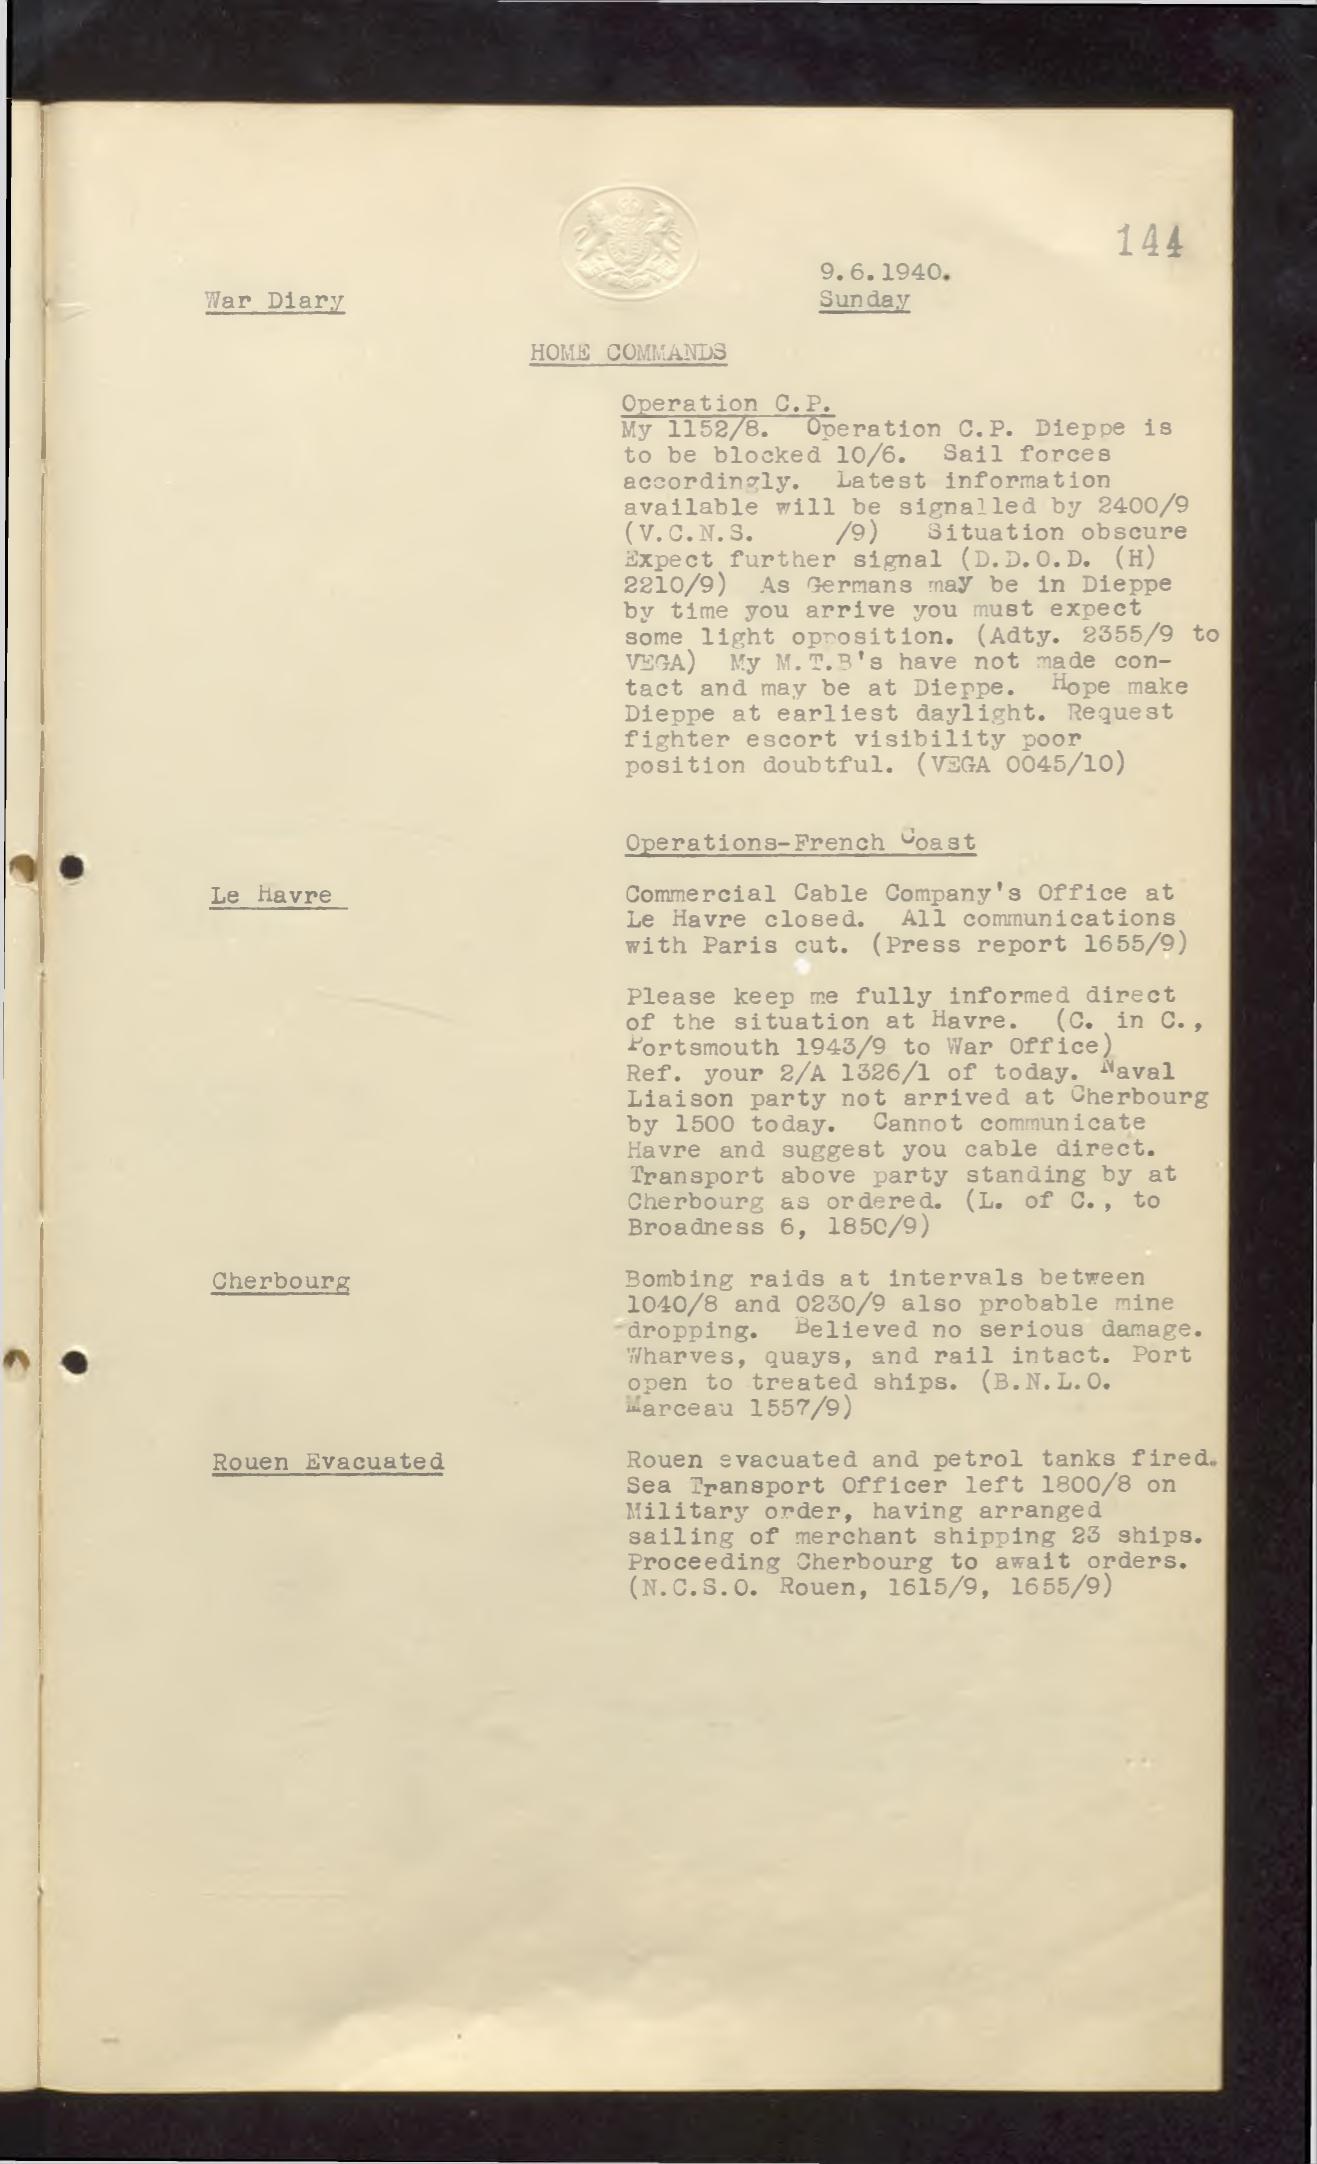 144
9.6.1940.
War Diary
Sunday
HOME COMMANDS
Operation C.P.
My 1152/8. Operation C.P. Dieppe is
to be blocked 10/6. Sail forces
accordingly. Latest information
available will be signalled by 2400/9
(V.C.N.S. /9) Situation obscure
Expect further signal (D.D.O.D. (H)
2210/9) As Germans may be in Dieppe
by time you arrive you must expect
some light opposition. (Adty. 2355/9 to
VEGA) My M.T.B's have not made con-
tact and may be at Dieppe. Hope make
Dieppe at earliest daylight. Request
fighter escort visibility poor
position doubtful. (VEGA 0045/10)
Operations-French Coast
Le Havre
Commercial Cable Company's Office at
Le Havre closed. All communications
with Paris cut. (Press report 1655/9)
Please keep me fully informed direct
of the situation at Havre. (C. in C.,
Portsmouth 1943/9 to War Office)
Ref. your 2/A 1326/1 of today. Naval
Liaison party not arrived at Cherbourg
by 1500 today. Cannot communicate
Havre and suggest you cable direct.
Transport above party standing by at
Cherbourg as ordered. (L. of C., to
Broadness 6, 1850/9)
Cherbourg
Bombing raids at intervals between
1040/8 and 0230/9 also probable mine
dropping. Believed no serious damage.
Wharves, quays, and rail intact. Port
open to treated ships. (B.N.L.O.
Marceau 1557/9)
Rouen Evacuated
Rouen evacuated and petrol tanks fired.
Sea Transport Officer left 1800/8 on
Military order, having arranged
sailing of merchant shipping 23 ships.
Proceeding Cherbourg to await orders.
(N.C.S.O. Rouen, 1615/9, 1655/9)